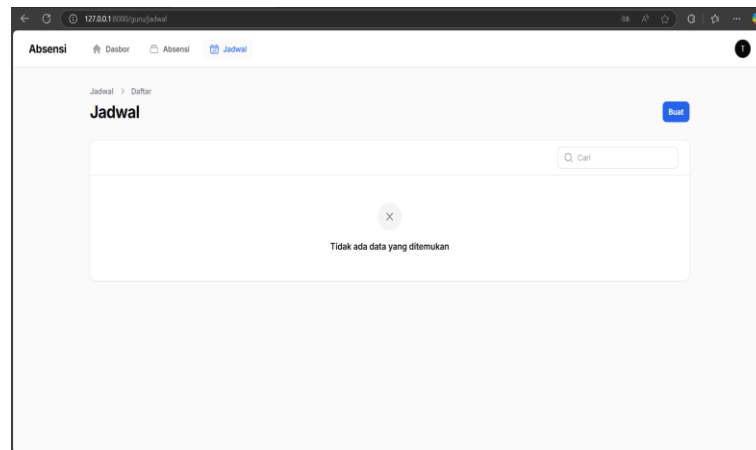 127.0.0.1:8000/guru/jadwal
Absensi
Dasbor
Absensi
Jadwal
T
Jadwal > Daftar
Jadwal
Buat
Cari
Tidak ada data yang ditemukan